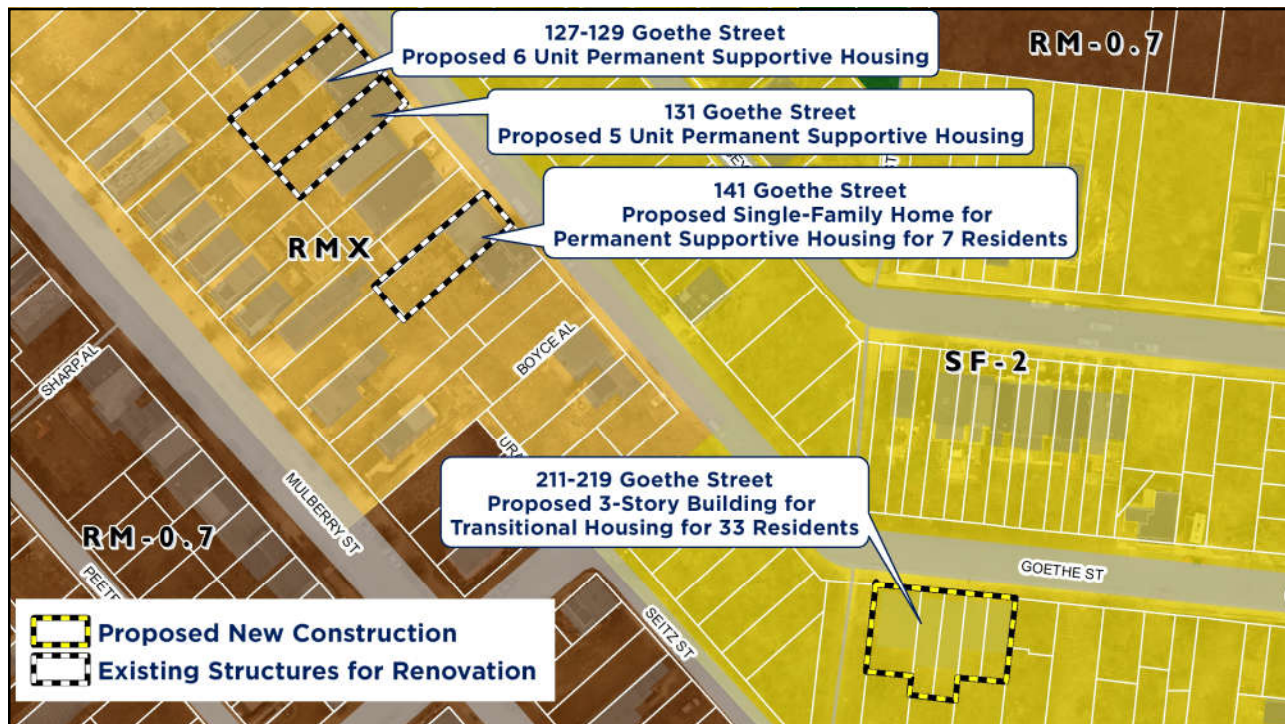 127-129 Goethe Street
Proposed 6 Unit Permanent Supportive Housing
RM-0.7
131 Goethe Street
Proposed 5 Unit Permanent Supportive Housing
141 Goethe Street
Proposed Single-Family Home for
Permanent Supportive Housing for 7 Residents
RMX
BOYCE AL
SHARP AL
SF-2
211-219 Goethe Street
Proposed 3-Story Building for
Transitional Housing for 33 Residents
MULBERRY ST
RM-0.7
GOETHE ST
SEITZ ST
Proposed New Construction
Existing Structures for Renovation